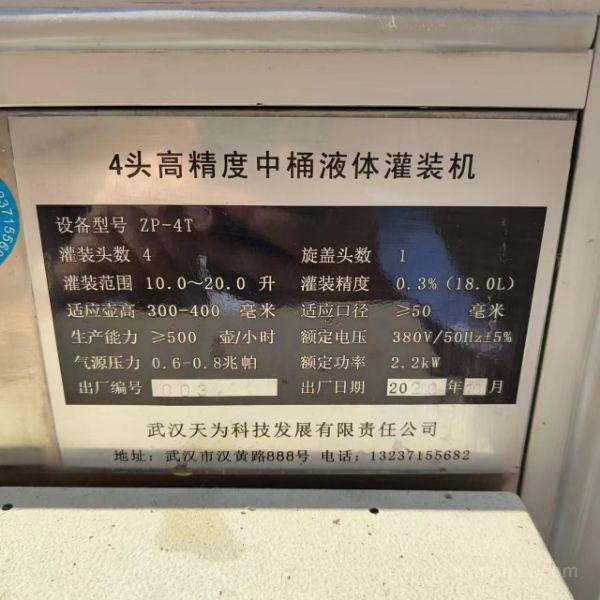 4头高精度中桶液体灌装机
设备型号 ZP-4T
灌装头数 4 旋盖头数 1
灌装范围 10.0～20.0 升 灌装精度 0.3%(18.0L)
适应壶高 300-400 毫米 适应口径 ≥50 毫米
生产能力 ≥500 壶/小时 额定电压 380V/50Hz±5%
气源压力 0.6-0.8兆帕 额定功率 2.2kW
出厂编号 003 出厂日期 2020年 月
武汉天为科技发展有限责任公司
地址: 武汉市汉黄路888号 电话: 13237155682